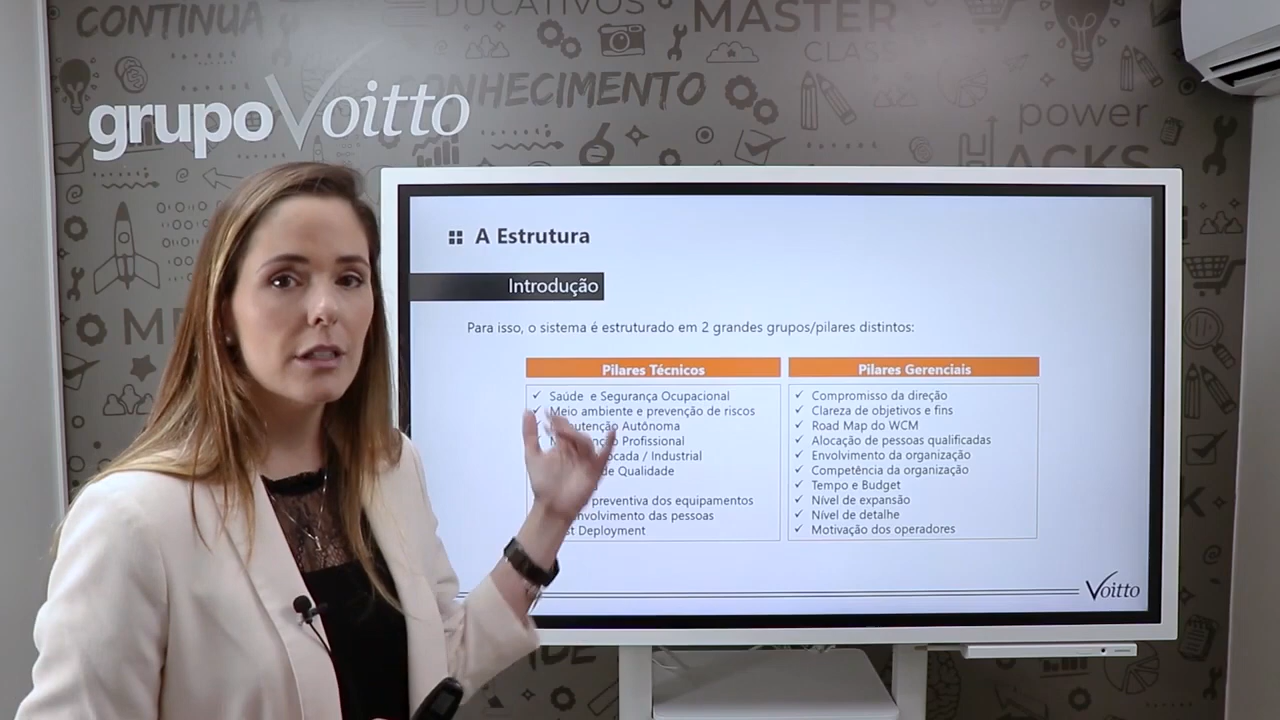 CONTINUA
EDUCATIVOS
MASTER
CLASS
CONHECIMENTO
power
HACKS
grupoVoitto
A Estrutura
Introdução
Para isso, o sistema é estruturado em 2 grandes grupos/pilares distintos:
Pilares Técnicos
✓ Saúde e Segurança Ocupacional
✓ Meio ambiente e prevenção de riscos
Autônoma
Profissional
/ Industrial
de Qualidade
preventiva dos equipamentos
das pessoas
Deployment
Pilares Gerenciais
✓ Compromisso da direção
✓ Clareza de objetivos e fins
✓ Road Map do WCM
✓ Alocação de pessoas qualificadas
✓ Envolvimento da organização
✓ Competência da organização
✓ Tempo e Budget
✓ Nível de expansão
✓ Nível de detalhe
✓ Motivação dos operadores
Voitto